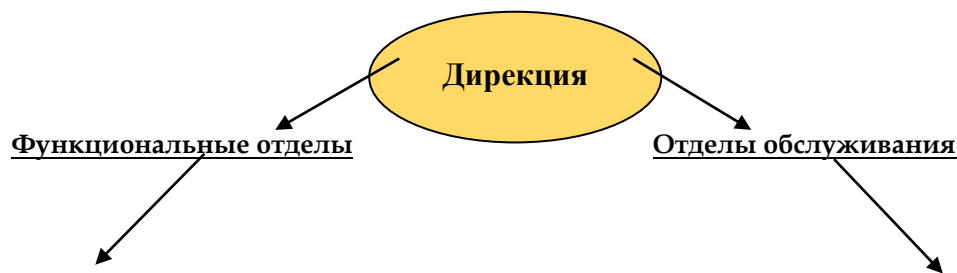 Дирекция
Функциональные отделы
Отделы обслуживания